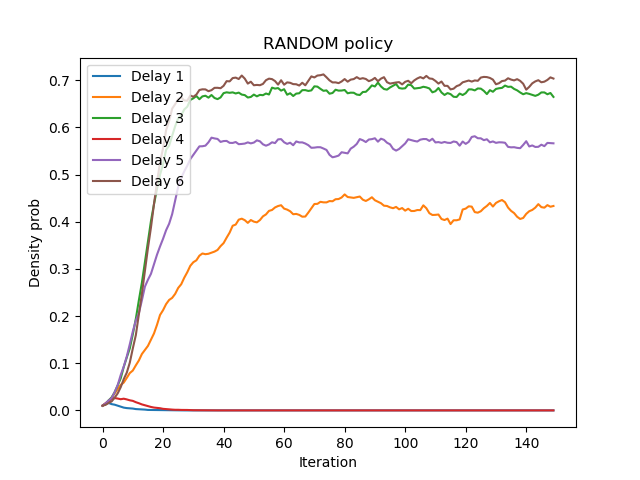 RANDOM policy
Delay 1
Delay 2
Delay 3
Delay 4
Delay 5
Delay 6
Density prob
0.7
0.6
0.5
0.4
0.3
0.2
0.1
0.0
0 20 40 60 80 100 120 140
Iteration